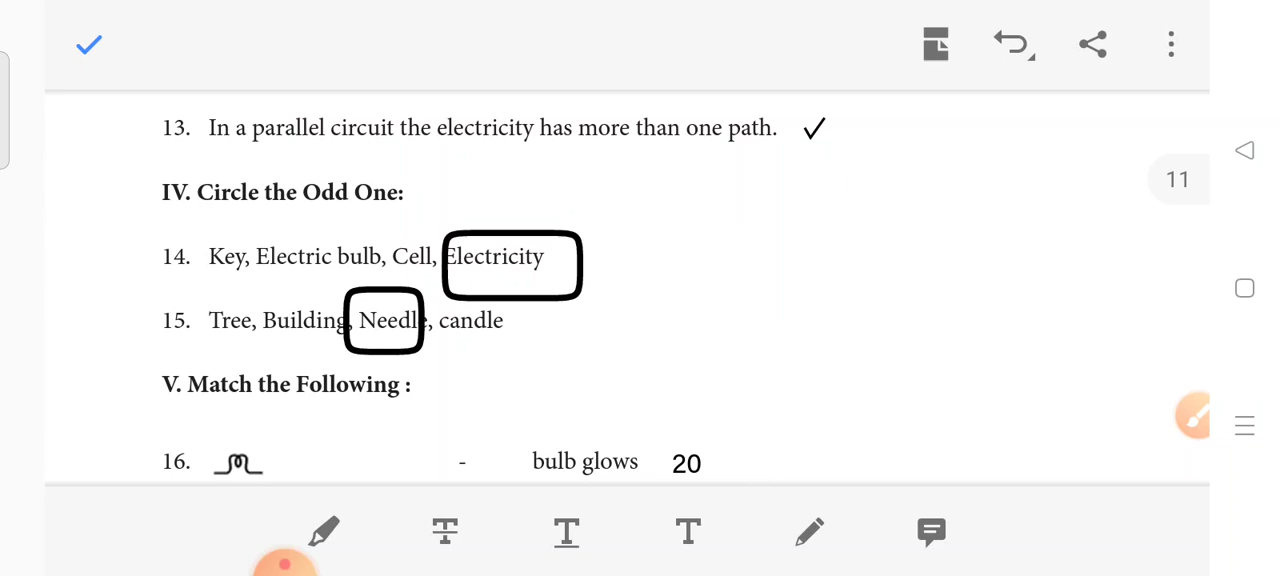 13. In a parallel circuit the electricity has more than one path. ✓
IV. Circle the Odd One:
11
14. Key, Electric bulb, Cell, Electricity
15. Tree, Building, Needle, candle
V. Match the Following :
16. - bulb glows 20